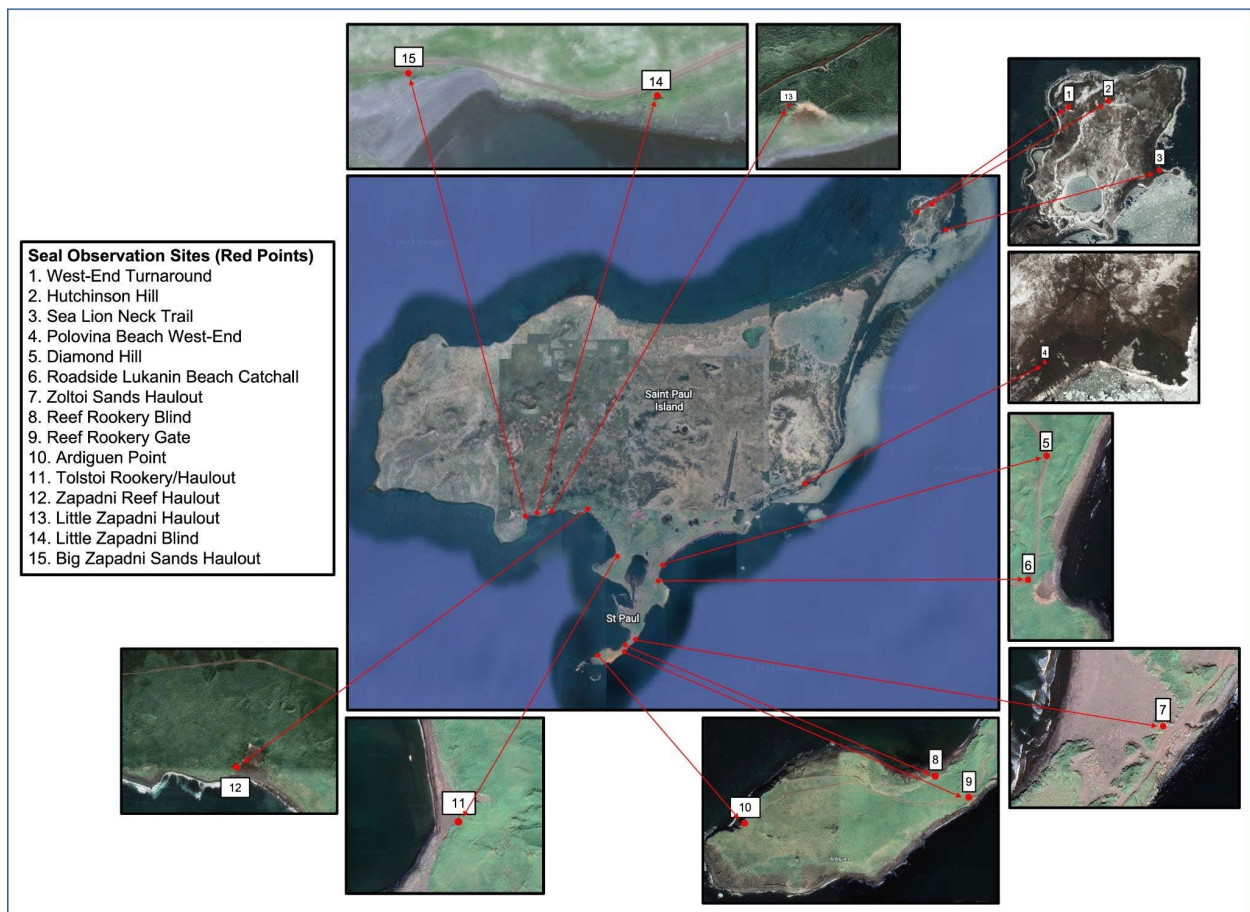 15
14
13
1
2
3
Seal Observation Sites (Red Points)
1. West-End Turnaround
2. Hutchinson Hill
3. Sea Lion Neck Trail
4. Polovina Beach West-End
5. Diamond Hill
6. Roadside Lukanin Beach Catchall
7. Zoltoi Sands Haulout
8. Reef Rookery Blind
9. Reef Rookery Gate
10. Ardiguen Point
11. Tolstoi Rookery/Haulout
12. Zapadni Reef Haulout
13. Little Zapadni Haulout
14. Little Zapadni Blind
15. Big Zapadni Sands Haulout
Saint Paul
Island
St Paul
4
5
6
7
8
9
10
11
12